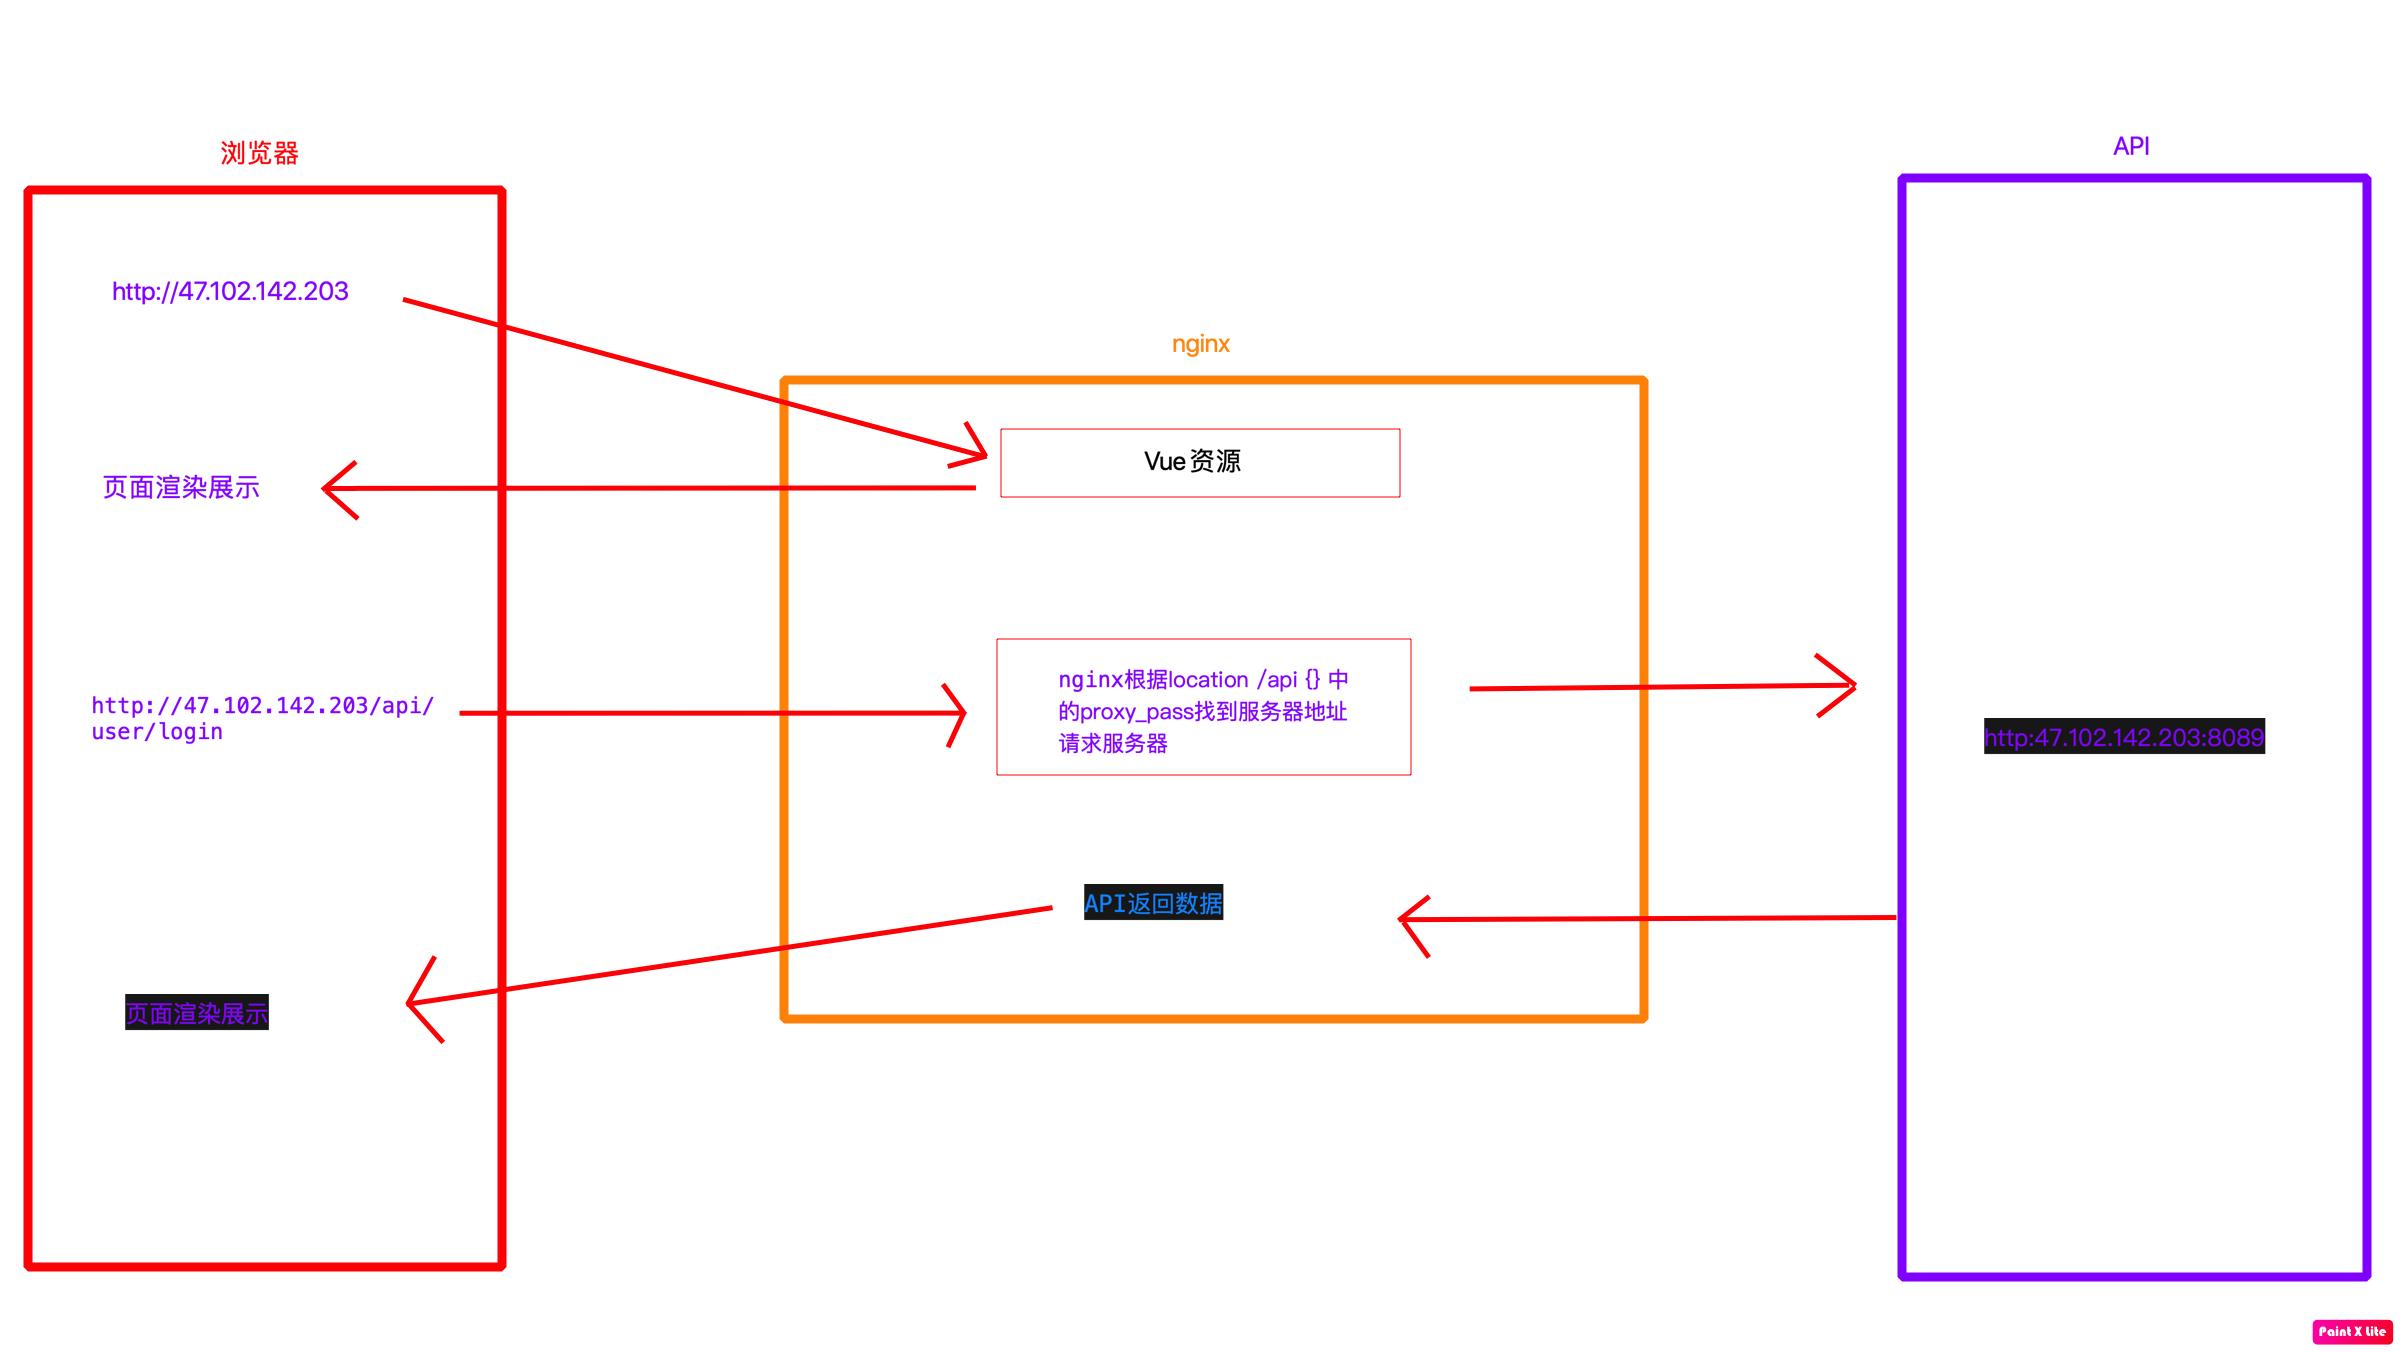 浏览器
API
http://47.102.142.203
nginx
Vue资源
页面渲染展示
nginx根据location /api {} 中
的proxy_pass找到服务器地址
请求服务器
http://47.102.142.203/api/
user/login
http:47.102.142.203:8089
API返回数据
页面渲染展示
Paint X Lite